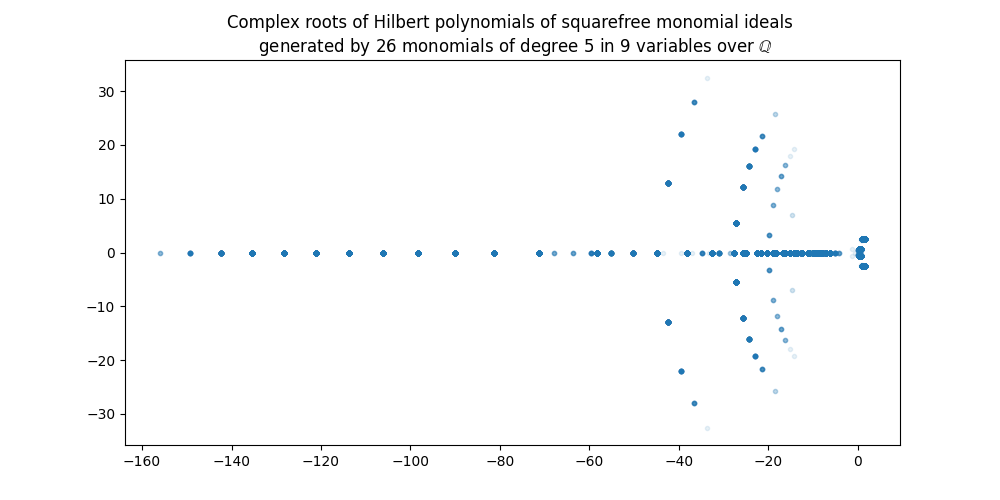 Complex roots of Hilbert polynomials of squarefree monomial ideals
generated by 26 monomials of degree 5 in 9 variables over ℚ
30
20
10
0
−10
−20
−30
−160 −140 −120 −100 −80 −60 −40 −20 0